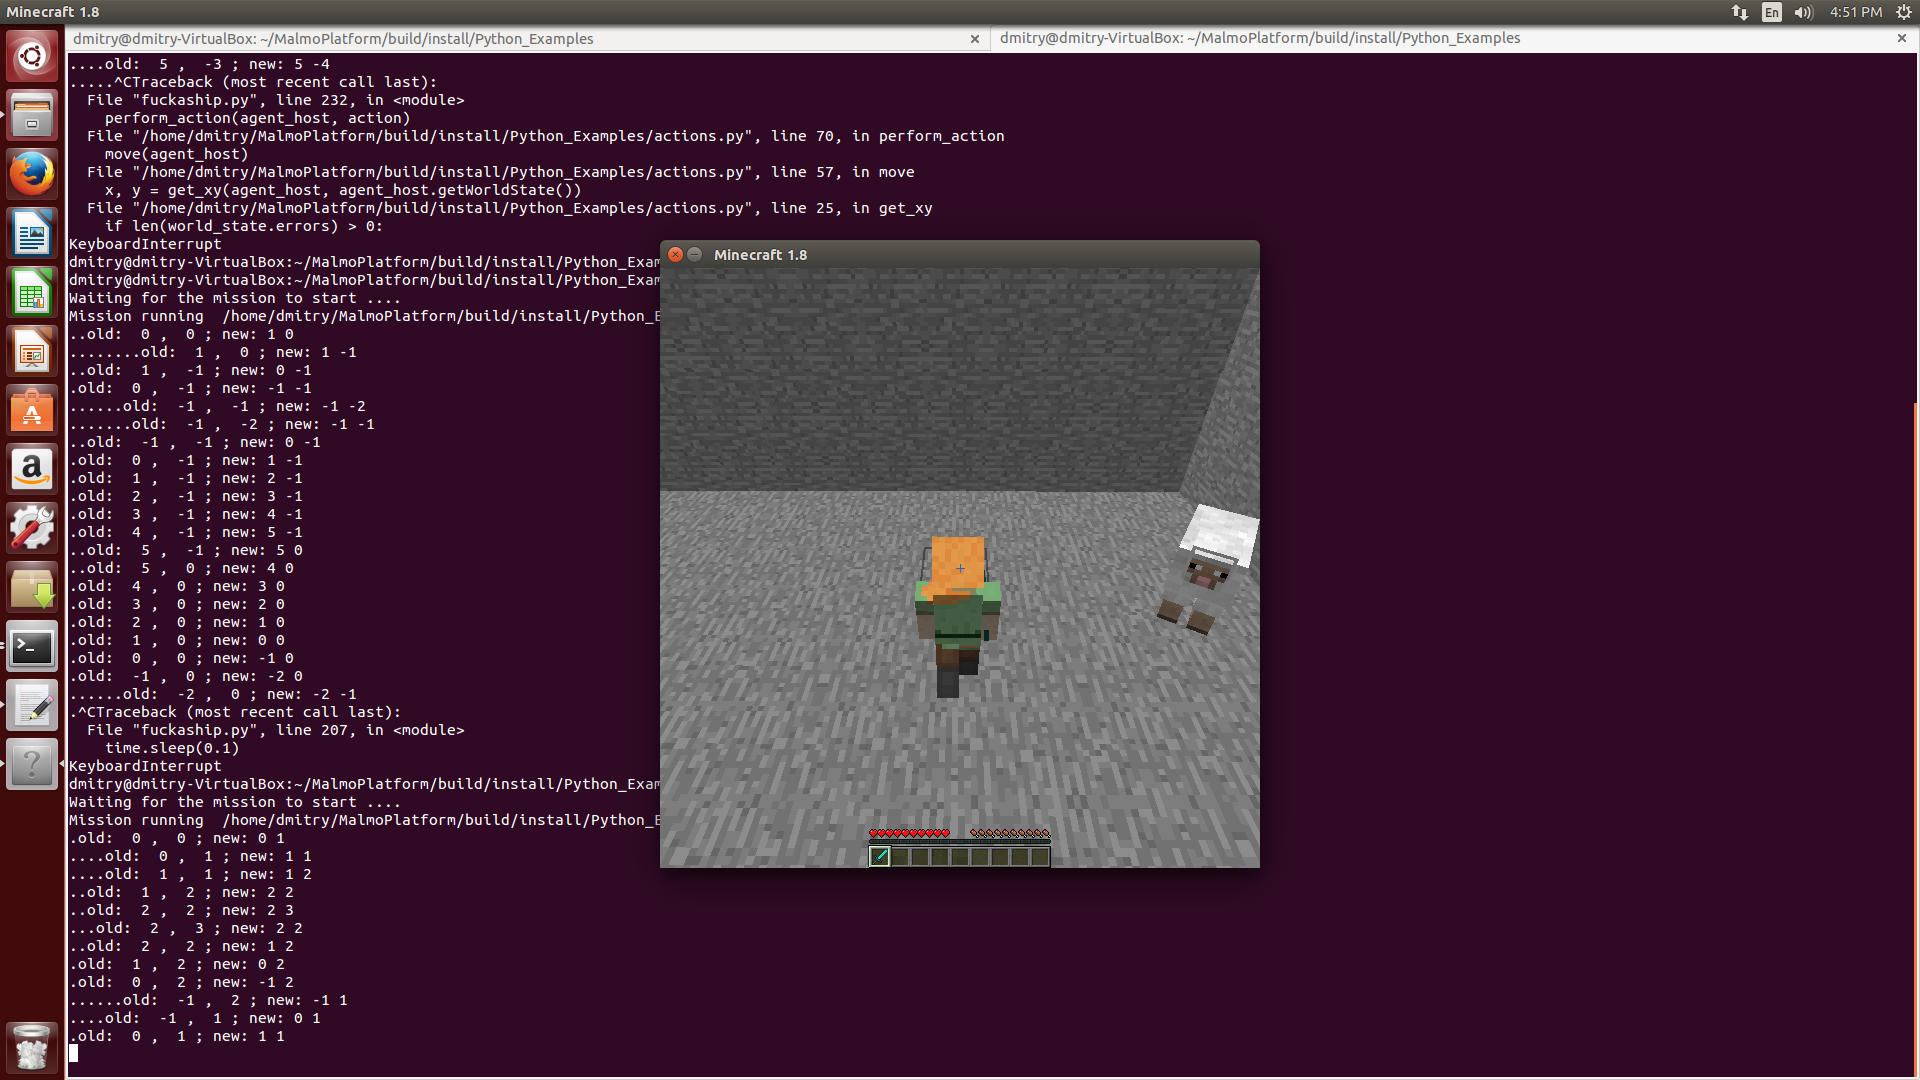 Minecraft 1.8
En
4:51 PM
dmitry@dmitry-VirtualBox: ~/MalmoPlatform/build/install/Python_Examples
dmitry@dmitry-VirtualBox: ~/MalmoPlatform/build/install/Python_Examples
....old:  5 ,  -3 ; new: 5 -4
.....^CTraceback (most recent call last):
  File "fuckaship.py", line 232, in <module>
    perform_action(agent_host, action)
  File "/home/dmitry/MalmoPlatform/build/install/Python_Examples/actions.py", line 70, in perform_action
    move(agent_host)
  File "/home/dmitry/MalmoPlatform/build/install/Python_Examples/actions.py", line 57, in move
    x, y = get_xy(agent_host, agent_host.getWorldState())
  File "/home/dmitry/MalmoPlatform/build/install/Python_Examples/actions.py", line 25, in get_xy
    if len(world_state.errors) > 0:
KeyboardInterrupt
dmitry@dmitry-VirtualBox:~/MalmoPlatform/build/install/Python_Exam
dmitry@dmitry-VirtualBox:~/MalmoPlatform/build/install/Python_Exam
Waiting for the mission to start ....
Mission running  /home/dmitry/MalmoPlatform/build/install/Python_E
..old:  0 ,  0 ; new: 1 0
........old:  1 ,  0 ; new: 1 -1
..old:  1 ,  -1 ; new: 0 -1
.old:  0 ,  -1 ; new: -1 -1
......old:  -1 ,  -1 ; new: -1 -2
.......old:  -1 ,  -2 ; new: -1 -1
..old:  -1 ,  -1 ; new: 0 -1
.old:  0 ,  -1 ; new: 1 -1
.old:  1 ,  -1 ; new: 2 -1
.old:  2 ,  -1 ; new: 3 -1
.old:  3 ,  -1 ; new: 4 -1
.old:  4 ,  -1 ; new: 5 -1
..old:  5 ,  -1 ; new: 5 0
..old:  5 ,  0 ; new: 4 0
.old:  4 ,  0 ; new: 3 0
.old:  3 ,  0 ; new: 2 0
.old:  2 ,  0 ; new: 1 0
.old:  1 ,  0 ; new: 0 0
.old:  0 ,  0 ; new: -1 0
.old:  -1 ,  0 ; new: -2 0
......old:  -2 ,  0 ; new: -2 -1
.^CTraceback (most recent call last):
  File "fuckaship.py", line 207, in <module>
    time.sleep(0.1)
KeyboardInterrupt
dmitry@dmitry-VirtualBox:~/MalmoPlatform/build/install/Python_Exam
Waiting for the mission to start ....
Mission running  /home/dmitry/MalmoPlatform/build/install/Python_E
.old:  0 ,  0 ; new: 0 1
....old:  0 ,  1 ; new: 1 1
....old:  1 ,  1 ; new: 1 2
..old:  1 ,  2 ; new: 2 2
..old:  2 ,  2 ; new: 2 3
...old:  2 ,  3 ; new: 2 2
..old:  2 ,  2 ; new: 1 2
.old:  1 ,  2 ; new: 0 2
.old:  0 ,  2 ; new: -1 2
......old:  -1 ,  2 ; new: -1 1
....old:  -1 ,  1 ; new: 0 1
.old:  0 ,  1 ; new: 1 1
Minecraft 1.8